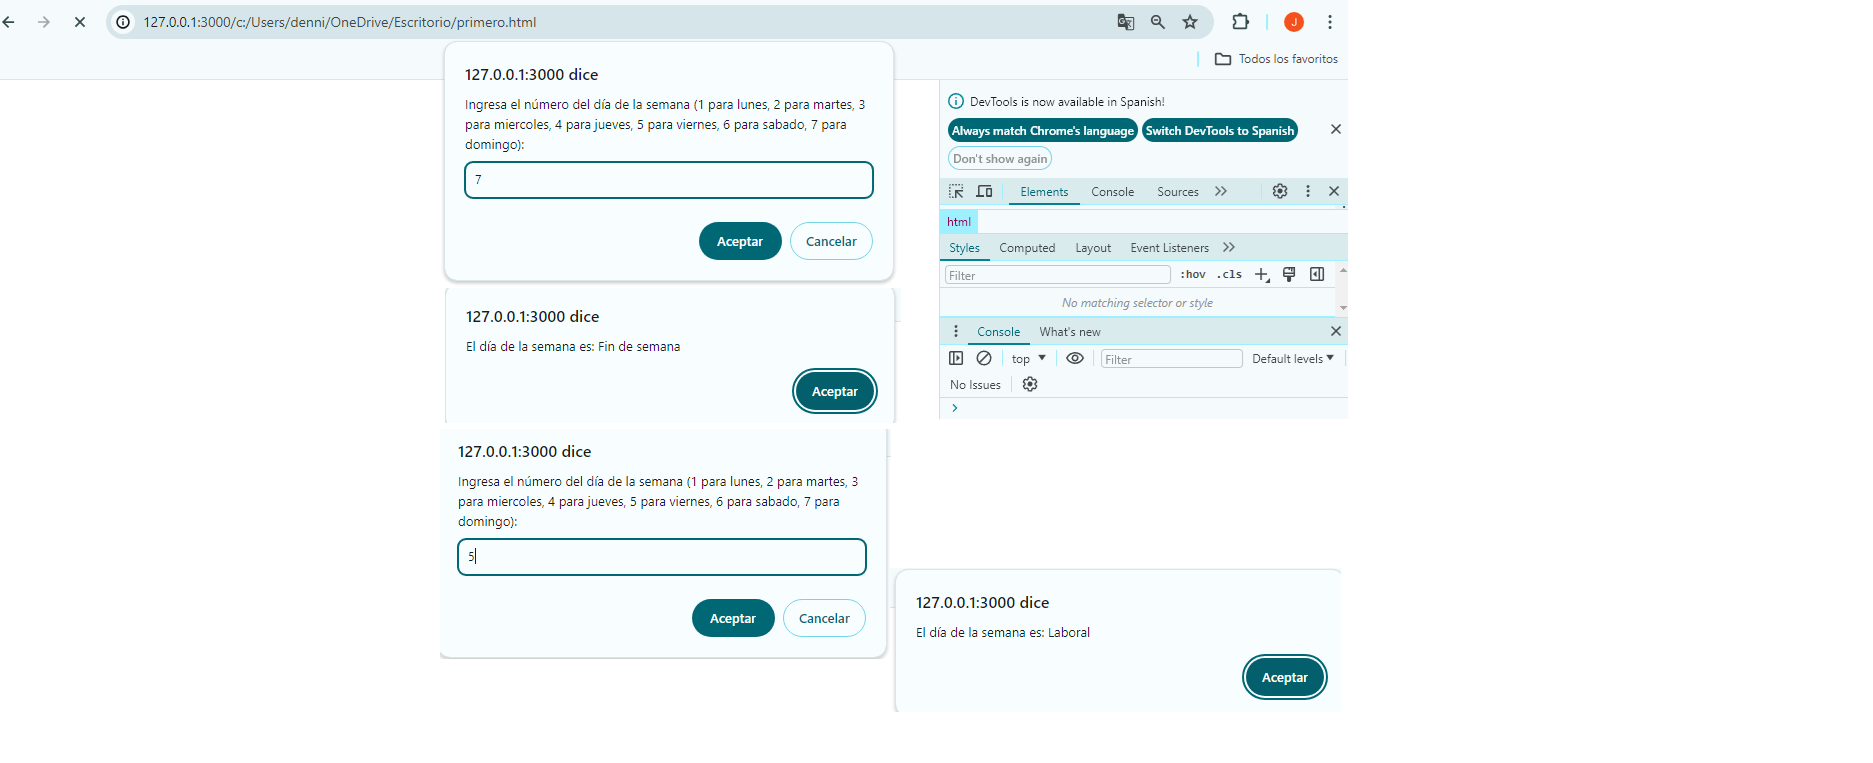 127.0.0.1:3000/c:/Users/denni/OneDrive/Escritorio/primero.html
J
Todos los favoritos
127.0.0.1:3000 dice
Ingresa el número del día de la semana (1 para lunes, 2 para martes, 3
para miercoles, 4 para jueves, 5 para viernes, 6 para sabado, 7 para
domingo):
7
Aceptar Cancelar
127.0.0.1:3000 dice
El día de la semana es: Fin de semana
Aceptar
127.0.0.1:3000 dice
Ingresa el número del día de la semana (1 para lunes, 2 para martes, 3
para miercoles, 4 para jueves, 5 para viernes, 6 para sabado, 7 para
domingo):
5
Aceptar Cancelar
127.0.0.1:3000 dice
El día de la semana es: Laboral
Aceptar
DevTools is now available in Spanish!
Always match Chrome's language Switch DevTools to Spanish
Don't show again
Elements Console Sources
html
Styles Computed Layout Event Listeners
Filter :hov .cls
No matching selector or style
Console What's new
top Filter Default levels
No Issues